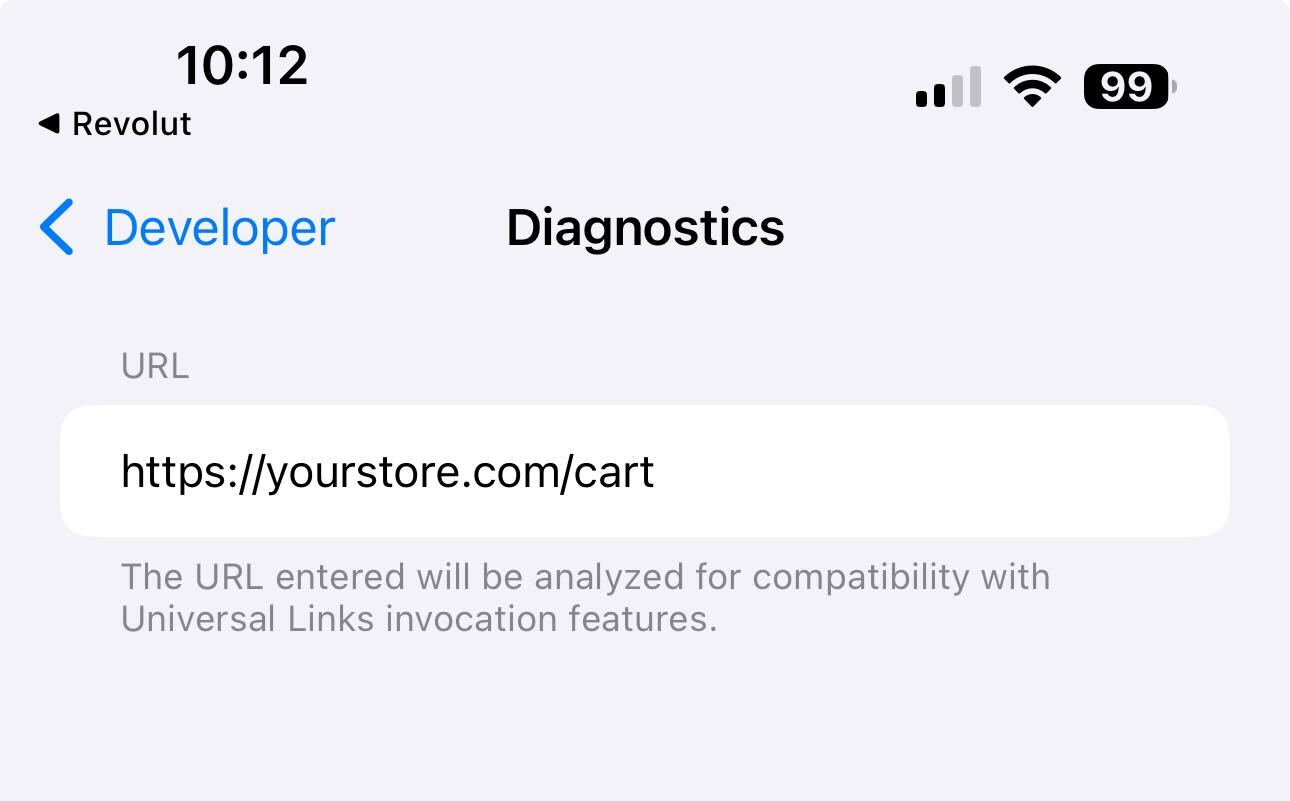 10:12
99
◀ Revolut
Developer
Diagnostics
URL
https://yourstore.com/cart
The URL entered will be analyzed for compatibility with
Universal Links invocation features.